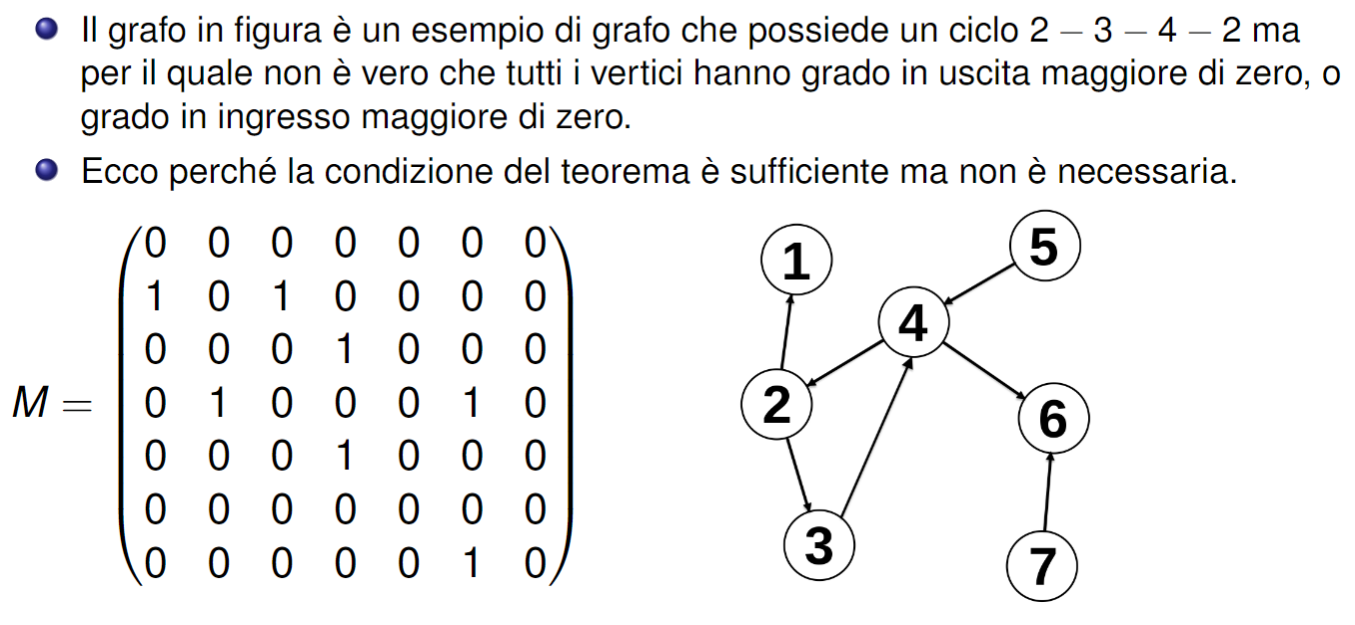 Il grafo in figura è un esempio di grafo che possiede un ciclo 2 – 3 – 4 – 2 ma
per il quale non è vero che tutti i vertici hanno grado in uscita maggiore di zero, o
grado in ingresso maggiore di zero.
Ecco perché la condizione del teorema è sufficiente ma non è necessaria.
M =
0 0 0 0 0 0 0
1 0 1 0 0 0 0
0 0 0 1 0 0 0
0 1 0 0 0 1 0
0 0 0 1 0 0 0
0 0 0 0 0 0 0
0 0 0 0 0 1 0
1
5
4
2
6
3
7